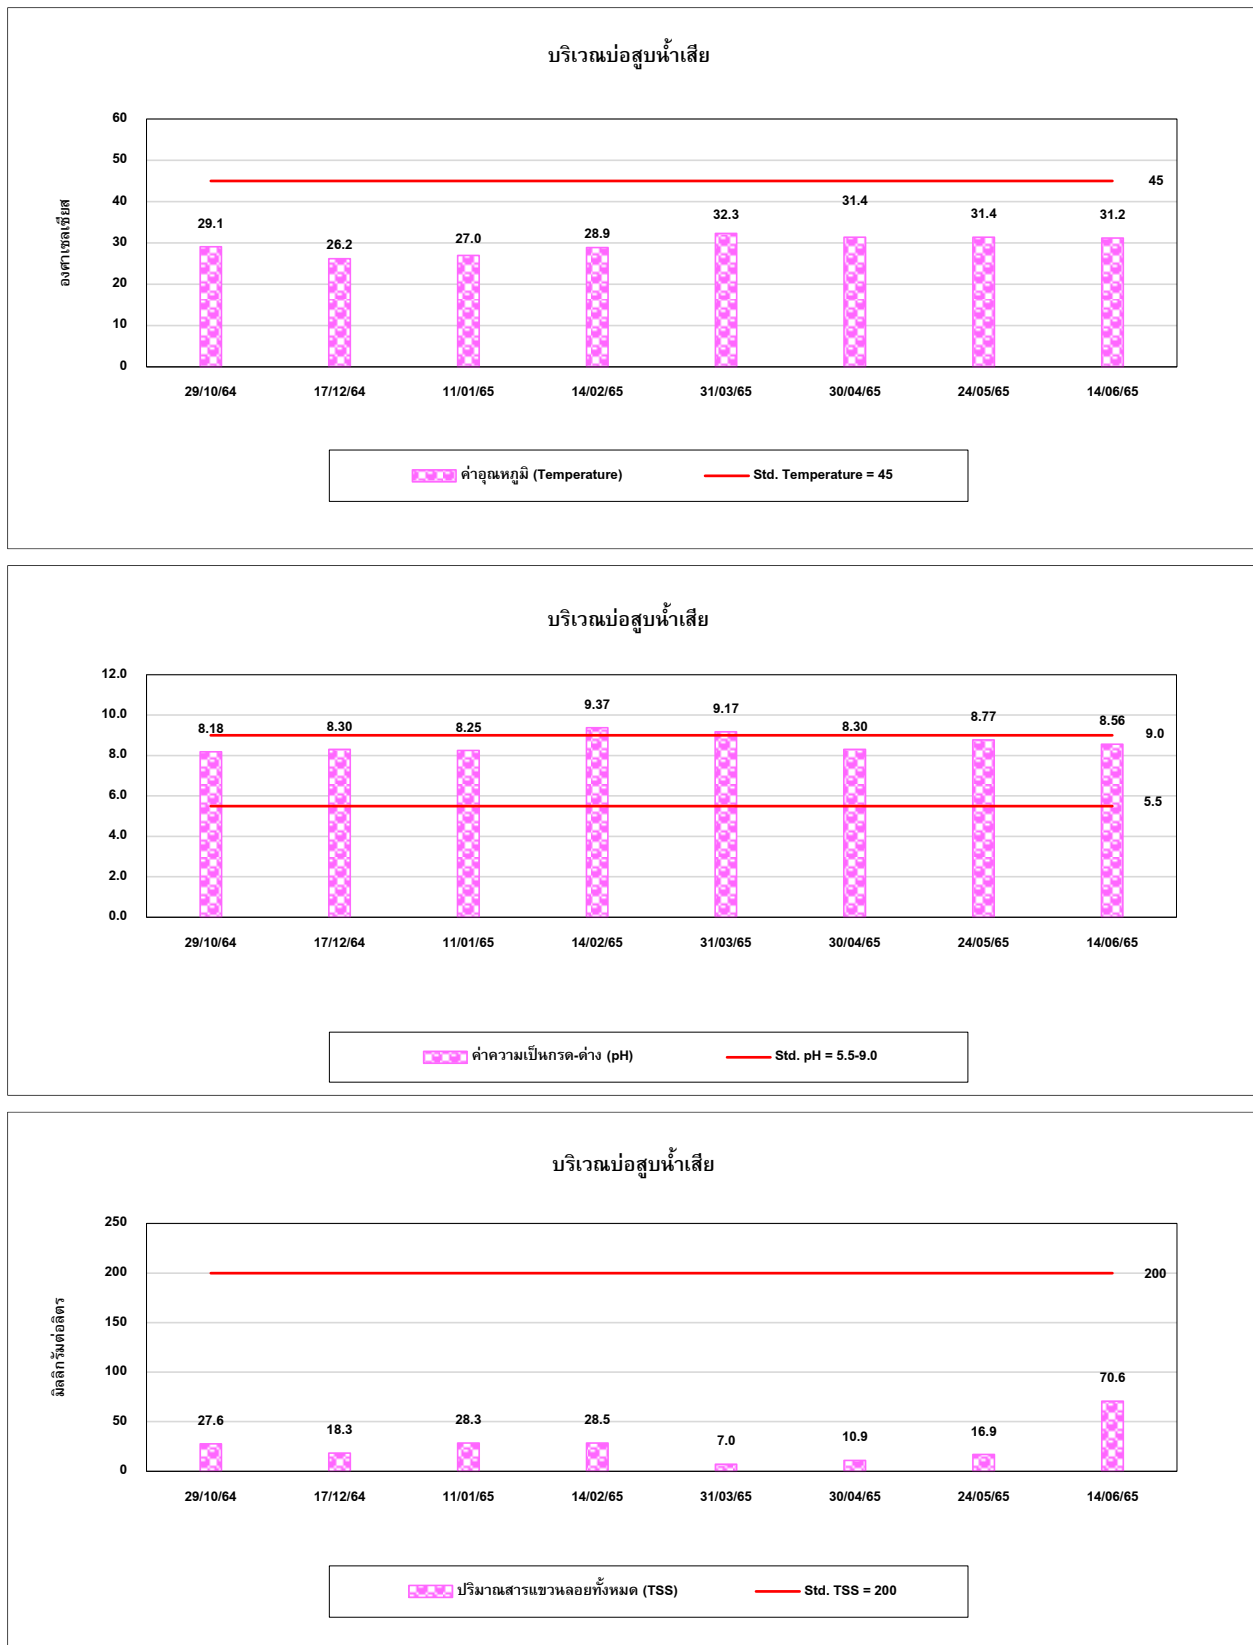 บริเวณบ่อสูบน้ำเสีย
องศาเซลเซียส
60
50
40
30
20
10
0
45
29.1 26.2 27.0 28.9 32.3 31.4 31.4 31.2
29/10/64 17/12/64 11/01/65 14/02/65 31/03/65 30/04/65 24/05/65 14/06/65
ค่าอุณหภูมิ (Temperature) Std. Temperature = 45
บริเวณบ่อสูบน้ำเสีย
12.0
10.0
8.0
6.0
4.0
2.0
0.0
8.18 8.30 8.25 9.37 9.17 8.30 8.77 8.56
9.0
5.5
29/10/64 17/12/64 11/01/65 14/02/65 31/03/65 30/04/65 24/05/65 14/06/65
ค่าความเป็นกรด-ด่าง (pH) Std. pH = 5.5-9.0
บริเวณบ่อสูบน้ำเสีย
มิลลิกรัมต่อลิตร
250
200
150
100
50
0
200
27.6 18.3 28.3 28.5 7.0 10.9 16.9 70.6
29/10/64 17/12/64 11/01/65 14/02/65 31/03/65 30/04/65 24/05/65 14/06/65
ปริมาณสารแขวนลอยทั้งหมด (TSS) Std. TSS = 200